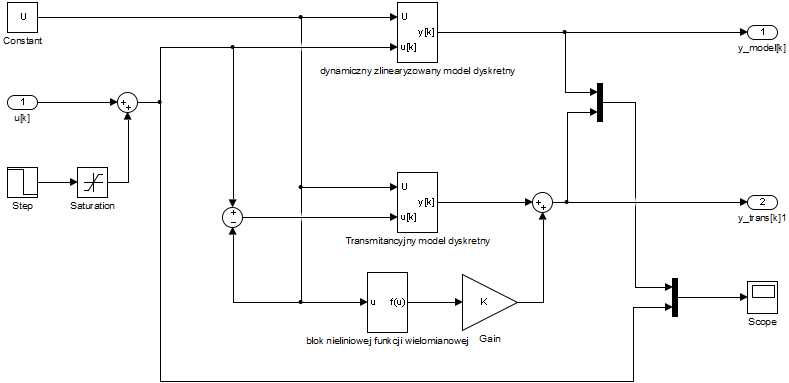 U
Constant
U
y[k]
u[k]
dynamiczny zlinearyzowany model dyskretny
1
y_model[k]
1
u[k]
+
+
Step
Saturation
+
−
U
y[k]
u[k]
Transmitancyjny model dyskretny
+
+
2
y_trans[k]1
u
f(u)
blok nieliniowej funkcji wielomianowej
K
Gain
Scope